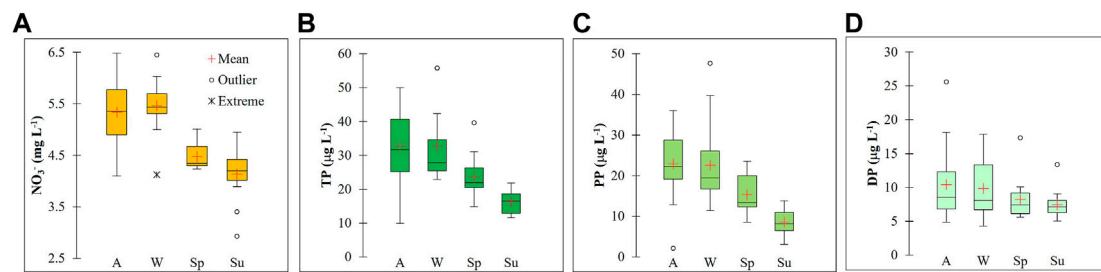 A
NO₃⁻ (mg L⁻¹)
6.5
5.5
4.5
3.5
2.5
Mean
Outlier
Extreme
A W Sp Su
B
TP (µg L⁻¹)
60
50
40
30
20
10
0
A W Sp Su
C
PP (µg L⁻¹)
50
40
30
20
10
0
A W Sp Su
D
DP (µg L⁻¹)
30
25
20
15
10
5
0
A W Sp Su